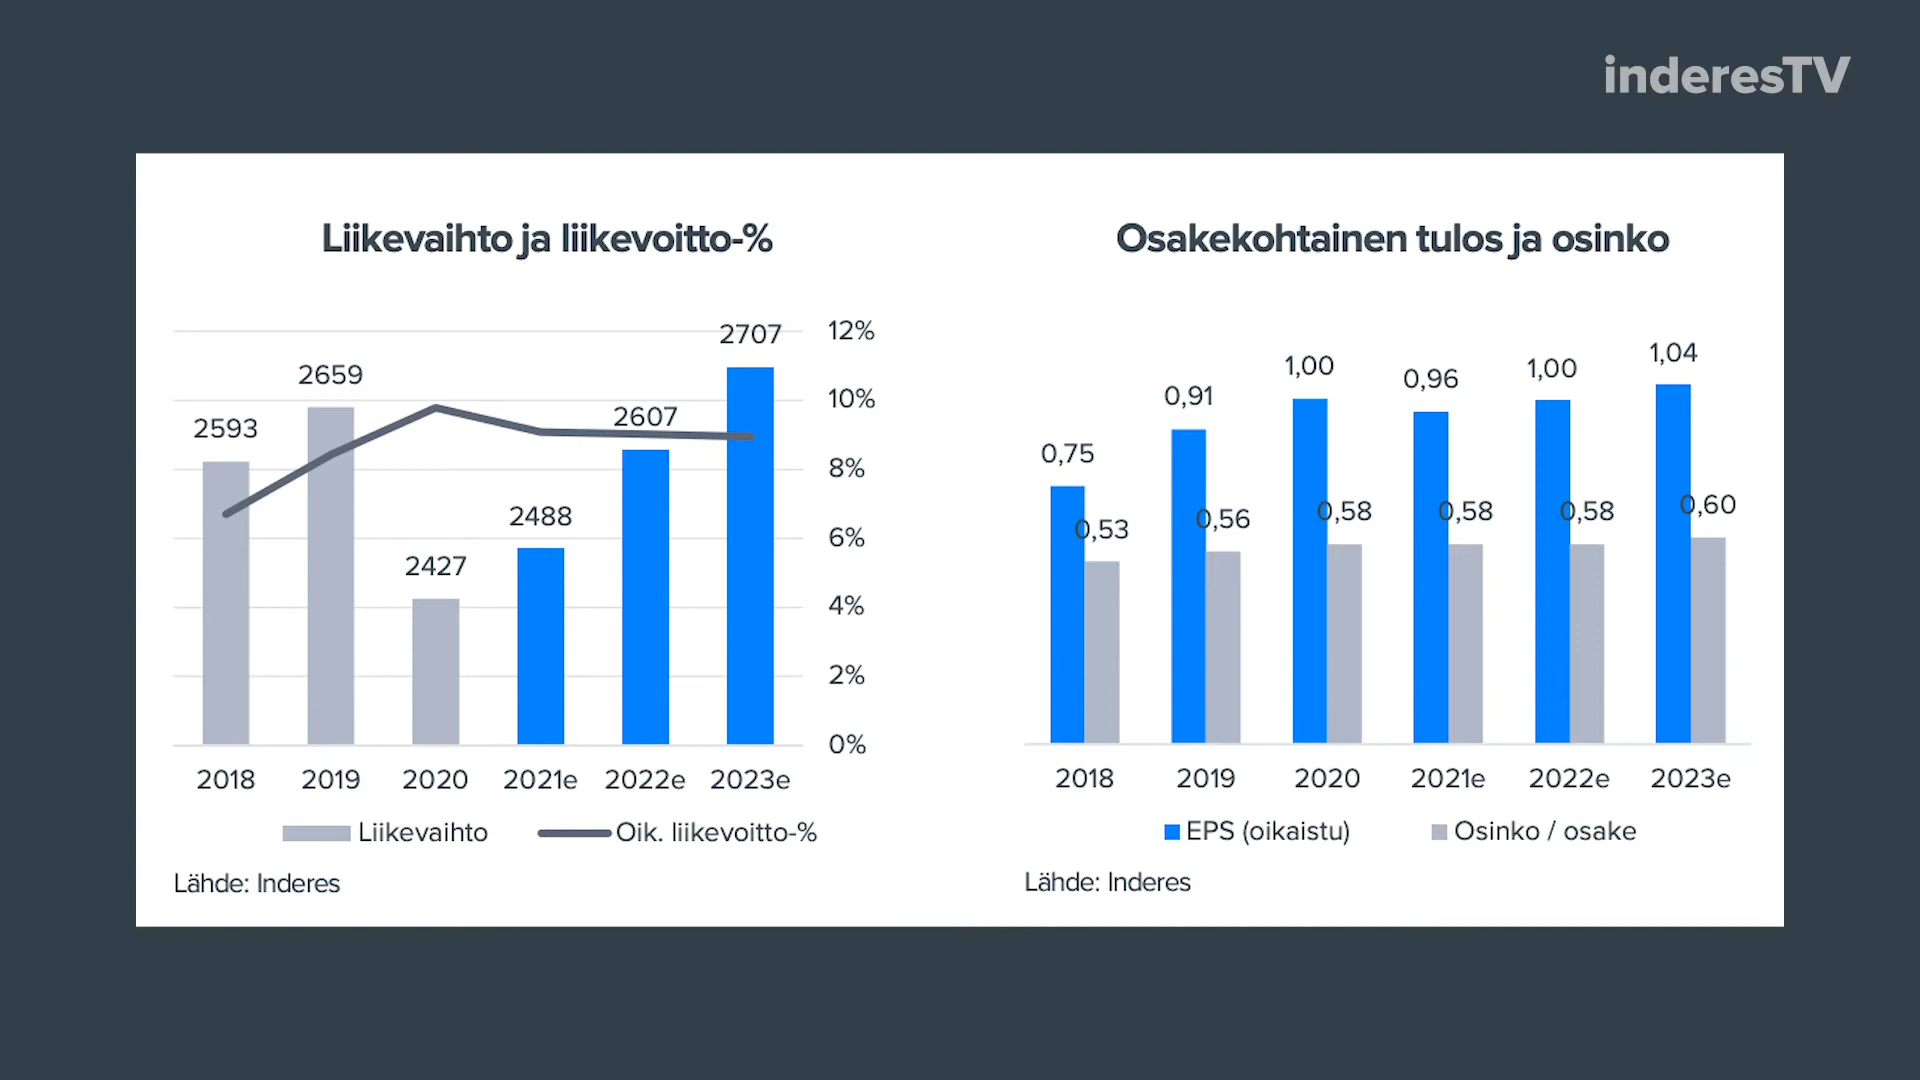 inderesTV
Liikevaihto ja liikevoitto-%
2593
2659
2427
2488
2607
2707
12%
10%
8%
6%
4%
2%
0%
2018 2019 2020 2021e 2022e 2023e
Liikevaihto Oik. liikevoitto-%
Lähde: Inderes
Osakekohtainen tulos ja osinko
0,75
0,53
0,91
0,56
1,00
0,58
0,96
0,58
1,00
0,58
1,04
0,60
2018 2019 2020 2021e 2022e 2023e
EPS (oikaistu) Osinko / osake
Lähde: Inderes